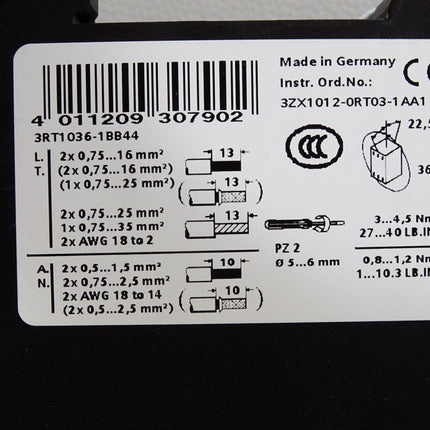 Made in Germany
Instr. Ord.No.:
3ZX1012-0RT03-1AA1
4 011209 307902
3RT1036-1BB44
L. 2x 0,75...16 mm² 13
T. (2x 0,75...16 mm²)
(1x 0,75...25 mm²) 13
2x 0,75...25 mm² 13
1x 0,75...35 mm²
2x AWG 18 to 2
CCC
22,5
36
PZ 2
Ø 5...6 mm
3...4,5 Nm
27...40 LB.IN
A. 2x 0,5...1,5 mm² 10
N. 2x 0,75...2,5 mm²
2x AWG 18 to 14 10
(2x 0,5...2,5 mm²)
0,8...1,2 Nm
...10.3 LB.IN